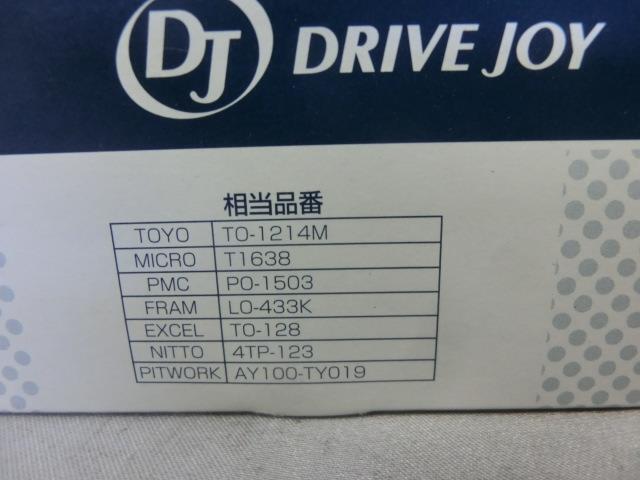 DJ DRIVE JOY
相当品番
TOYO TO-1214M
MICRO T1638
PMC PO-1503
FRAM LO-433K
EXCEL TO-128
NITTO 4TP-123
PITWORK AY100-TY019